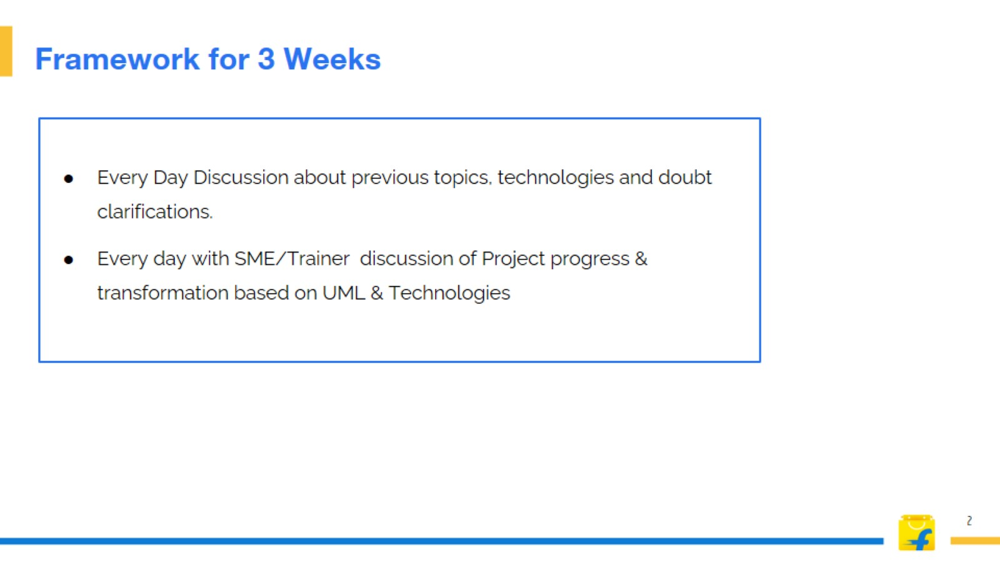 Framework for 3 Weeks
● Every Day Discussion about previous topics, technologies and doubt
clarifications.
● Every day with SME/Trainer  discussion of Project progress &
transformation based on UML & Technologies
2
f